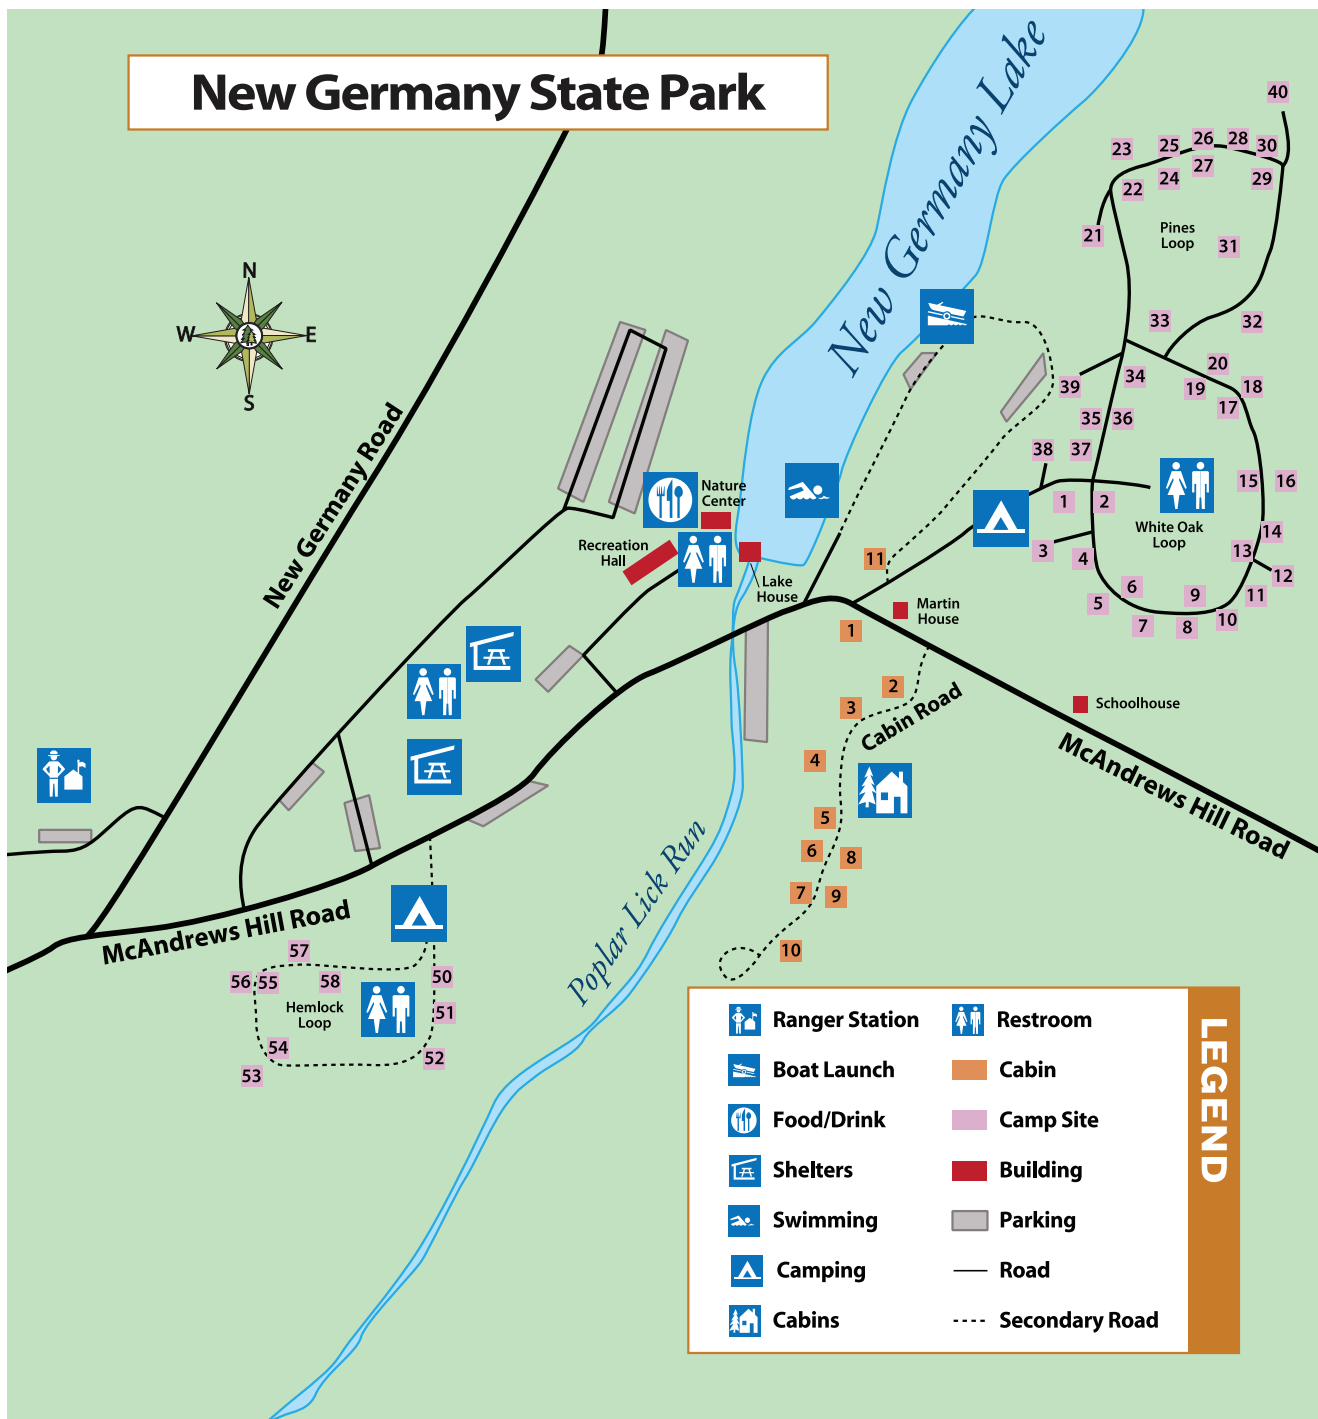 New Germany State Park
New Germany Lake
N
W
E
S
New Germany Road
40
23
25
26
28
30
22
24
27
29
21
Pines
Loop
31
33
32
39
34
20
19
18
17
35
36
38
37
1
2
15
16
White Oak
Loop
14
3
4
13
12
5
6
9
11
7
8
10
Nature
Center
Recreation
Hall
Lake
House
11
Martin
House
1
2
3
Cabin Road
Schoolhouse
McAndrews Hill Road
4
5
6
8
7
9
10
Poplar Lick Run
McAndrews Hill Road
57
56
55
58
50
Hemlock
Loop
51
54
52
53
LEGEND
Ranger Station
Restroom
Boat Launch
Cabin
Food/Drink
Camp Site
Shelters
Building
Swimming
Parking
Camping
Road
Cabins
Secondary Road